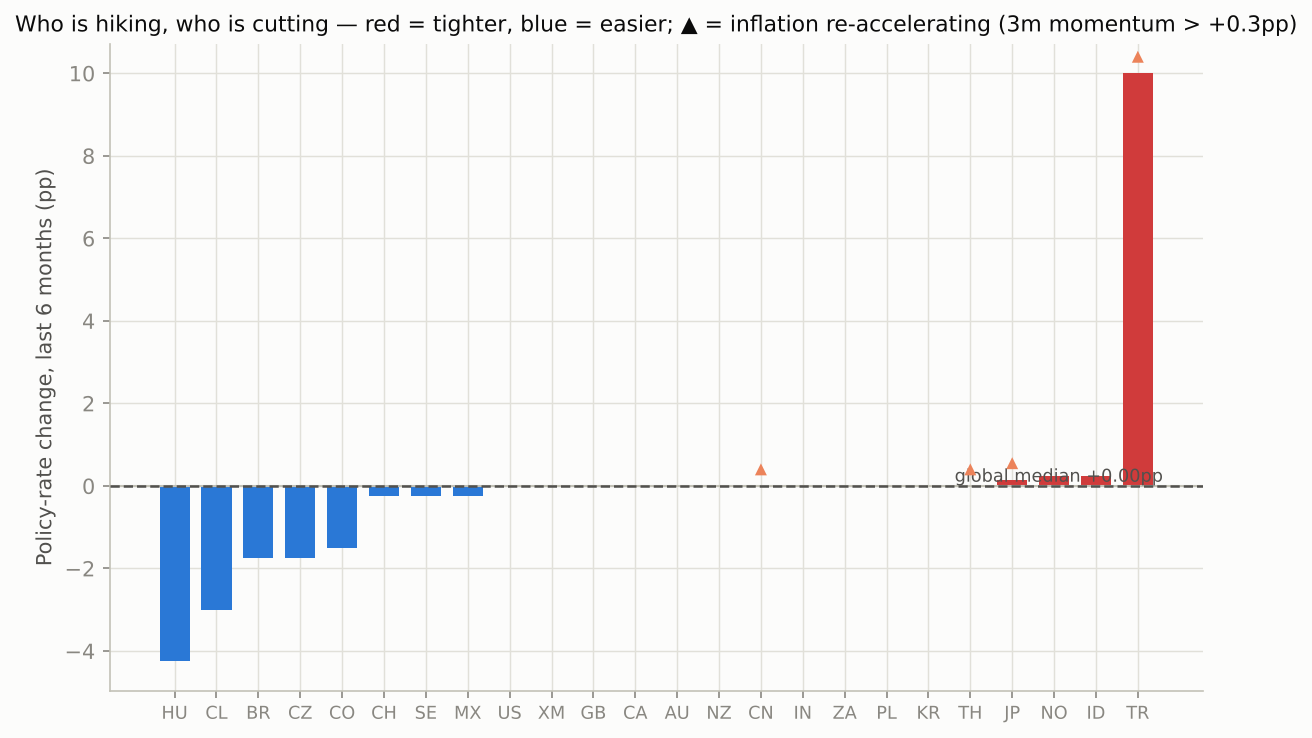 Who is hiking, who is cutting — red = tighter, blue = easier; ▲ = inflation re-accelerating (3m momentum > +0.3pp)
Policy-rate change, last 6 months (pp)
10
8
6
4
2
0
−2
−4
global median +0.00pp
HU CL BR CZ CO CH SE MX US XM GB CA AU NZ CN IN ZA PL KR TH JP NO ID TR